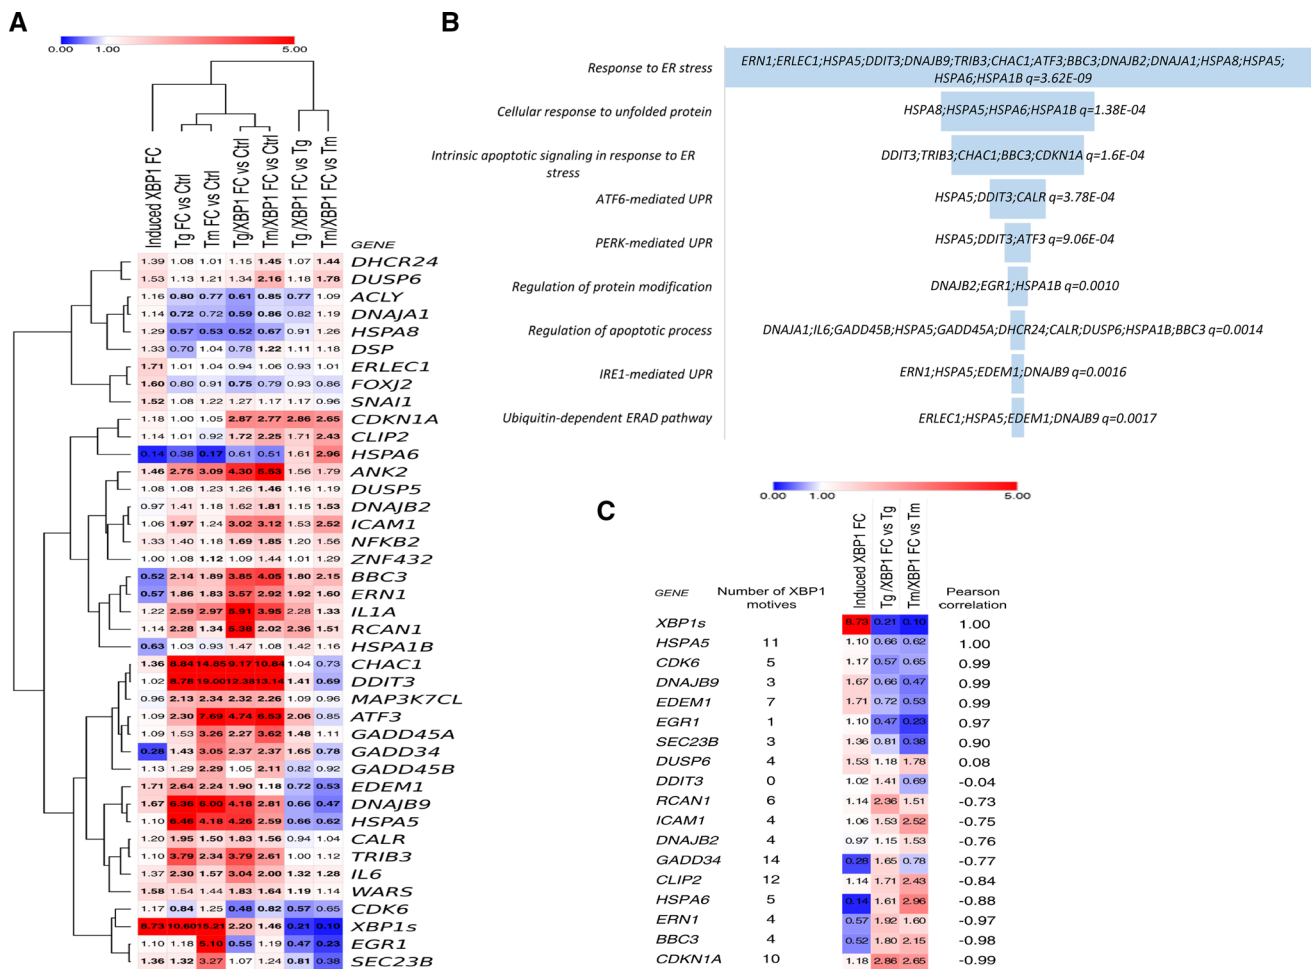 A
0.00 1.00 5.00
Induced XBP1 FC
Tg FC vs Ctrl
Tm FC vs Ctrl
Tg/XBP1 FC vs Ctrl
Tm/XBP1 FC vs Ctrl
Tg /XBP1 FC vs Tg
Tm/XBP1 FC vs Tm
GENE
1.39 1.08 1.01 1.15 1.45 1.07 1.44 DHCR24
1.53 1.13 1.21 1.34 2.16 1.18 1.78 DUSP6
1.16 0.80 0.77 0.61 0.85 0.77 1.09 ACLY
1.14 0.72 0.72 0.59 0.86 0.82 1.19 DNAJA1
1.29 0.57 0.53 0.52 0.67 0.91 1.26 HSPA8
1.33 0.70 1.04 0.78 1.22 1.11 1.18 DSP
1.71 1.01 1.04 0.94 1.06 0.93 1.01 ERLEC1
1.60 0.80 0.91 0.75 0.79 0.93 0.86 FOXJ2
1.52 1.08 1.22 1.27 1.17 1.17 0.96 SNAI1
1.18 1.00 1.05 2.87 2.77 2.86 2.65 CDKN1A
1.14 1.01 0.92 1.72 2.25 1.71 2.43 CLIP2
0.14 0.38 0.17 0.61 0.51 1.61 2.96 HSPA6
1.46 2.75 3.09 4.30 5.53 1.56 1.79 ANK2
1.08 1.08 1.23 1.26 1.46 1.16 1.19 DUSP5
0.97 1.41 1.18 1.62 1.81 1.15 1.53 DNAJB2
1.06 1.97 1.24 3.02 3.12 1.53 2.52 ICAM1
1.33 1.40 1.18 1.69 1.85 1.20 1.56 NFKB2
1.00 1.08 1.12 1.09 1.44 1.01 1.29 ZNF432
0.52 2.14 1.89 3.85 4.05 1.80 2.15 BBC3
0.57 1.86 1.83 3.57 2.92 1.92 1.60 ERN1
1.22 2.59 2.97 5.91 3.95 2.28 1.33 IL1A
1.14 2.28 1.34 5.38 2.02 2.36 1.51 RCAN1
0.63 1.03 0.93 1.47 1.08 1.42 1.16 HSPA1B
1.36 8.84 14.85 9.17 10.84 1.04 0.73 CHAC1
1.02 8.78 19.00 12.38 13.14 1.41 0.69 DDIT3
0.96 2.13 2.34 2.32 2.26 1.09 0.96 MAP3K7CL
1.09 2.30 7.69 4.74 6.53 2.06 0.85 ATF3
1.09 1.53 3.26 2.27 3.62 1.48 1.11 GADD45A
0.28 1.43 3.05 2.37 2.37 1.65 0.78 GADD34
1.13 1.29 2.29 1.05 2.11 0.82 0.92 GADD45B
1.71 2.64 2.24 1.90 1.18 0.72 0.53 EDEM1
1.67 6.36 6.00 4.18 2.81 0.66 0.47 DNAJB9
1.10 6.46 4.18 4.26 2.59 0.66 0.62 HSPA5
1.20 1.95 1.50 1.83 1.56 0.94 1.04 CALR
1.10 3.79 2.34 3.79 2.61 1.00 1.12 TRIB3
1.37 2.30 1.57 3.04 2.00 1.32 1.28 IL6
1.58 1.54 1.44 1.83 1.64 1.19 1.14 WARS
1.17 0.84 1.25 0.48 0.82 0.57 0.65 CDK6
8.73 10.60 15.21 2.20 1.46 0.21 0.10 XBP1s
1.10 1.18 5.10 0.55 1.19 0.47 0.23 EGR1
1.36 1.32 3.27 1.07 1.24 0.81 0.38 SEC23B
B
Response to ER stress
ERN1;ERLEC1;HSPA5;DDIT3;DNAJB9;TRIB3;CHAC1;ATF3;BBC3;DNAJB2;DNAJA1;HSPA8;HSPA5;
HSPA6;HSPA1B q=3.62E-09
Cellular response to unfolded protein HSPA8;HSPA5;HSPA6;HSPA1B q=1.38E-04
Intrinsic apoptotic signaling in response to ER
stress
DDIT3;TRIB3;CHAC1;BBC3;CDKN1A q=1.6E-04
ATF6-mediated UPR HSPA5;DDIT3;CALR q=3.78E-04
PERK-mediated UPR HSPA5;DDIT3;ATF3 q=9.06E-04
Regulation of protein modification DNAJB2;EGR1;HSPA1B q=0.0010
Regulation of apoptotic process DNAJA1;IL6;GADD45B;HSPA5;GADD45A;DHCR24;CALR;DUSP6;HSPA1B;BBC3 q=0.0014
IRE1-mediated UPR ERN1;HSPA5;EDEM1;DNAJB9 q=0.0016
Ubiquitin-dependent ERAD pathway ERLEC1;HSPA5;EDEM1;DNAJB9 q=0.0017
C
0.00 1.00 5.00
GENE
Number of XBP1
motives
Induced XBP1 FC
Tg /XBP1 FC vs Tg
Tm/XBP1 FC vs Tm
Pearson
correlation
XBP1s 8.73 0.21 0.10 1.00
HSPA5 11 1.10 0.66 0.62 1.00
CDK6 5 1.17 0.57 0.65 0.99
DNAJB9 3 1.67 0.66 0.47 0.99
EDEM1 7 1.71 0.72 0.53 0.99
EGR1 1 1.10 0.47 0.23 0.97
SEC23B 3 1.36 0.81 0.38 0.90
DUSP6 4 1.53 1.18 1.78 0.08
DDIT3 0 1.02 1.41 0.69 -0.04
RCAN1 6 1.14 2.36 1.51 -0.73
ICAM1 4 1.06 1.53 2.52 -0.75
DNAJB2 4 0.97 1.15 1.53 -0.76
GADD34 14 0.28 1.65 0.78 -0.77
CLIP2 12 1.14 1.71 2.43 -0.84
HSPA6 5 0.14 1.61 2.96 -0.88
ERN1 4 0.57 1.92 1.60 -0.97
BBC3 4 0.52 1.80 2.15 -0.98
CDKN1A 10 1.18 2.86 2.65 -0.99